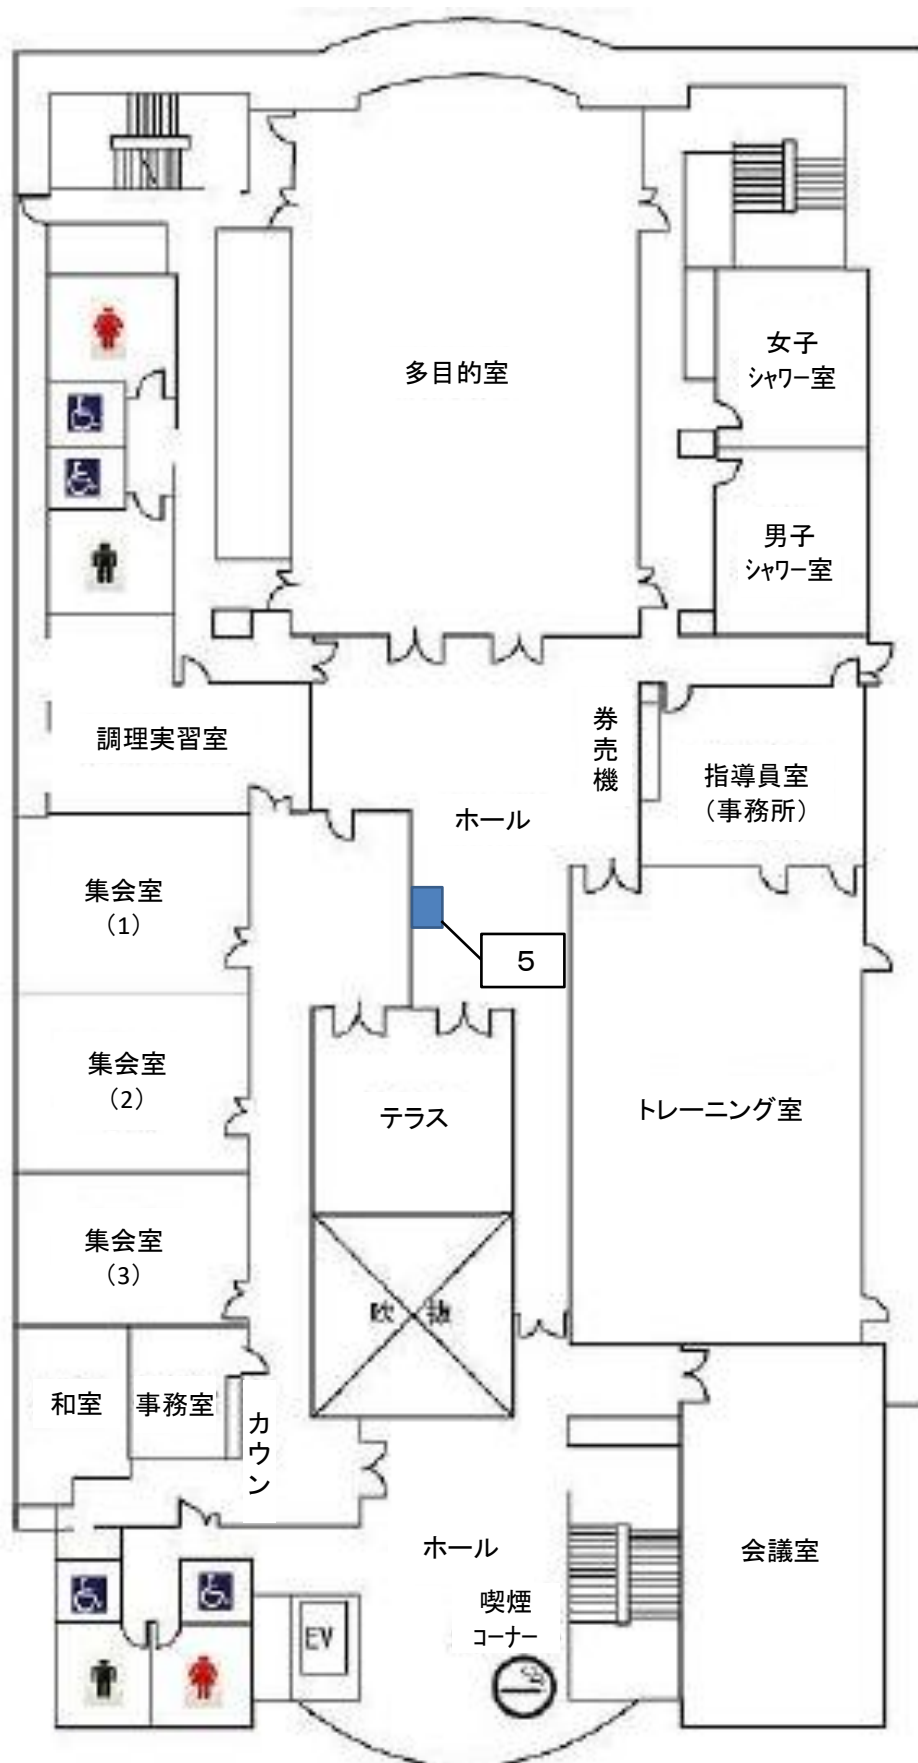 多目的室
女子
シャワー室
男子
シャワー室
調理実習室
券売機
指導員室
（事務所）
ホール
集会室
（1）
5
集会室
（2）
テラス
トレーニング室
集会室
（3）
吹 抜
和室
事務室
カウン
ホール
会議室
喫煙
コーナー
EV